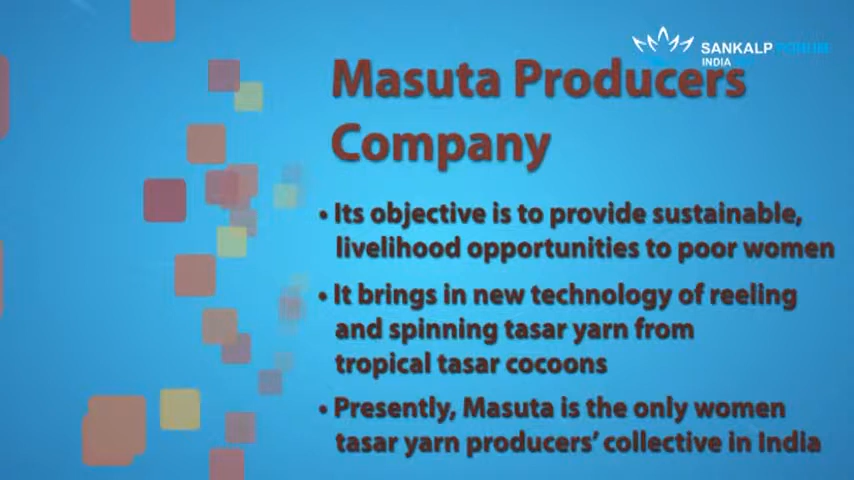 SANKALP FORUM
INDIA
Masuta Producers
Company
• Its objective is to provide sustainable,
livelihood opportunities to poor women
• It brings in new technology of reeling
and spinning tasar yarn from
tropical tasar cocoons
• Presently, Masuta is the only women
tasar yarn producers' collective in India